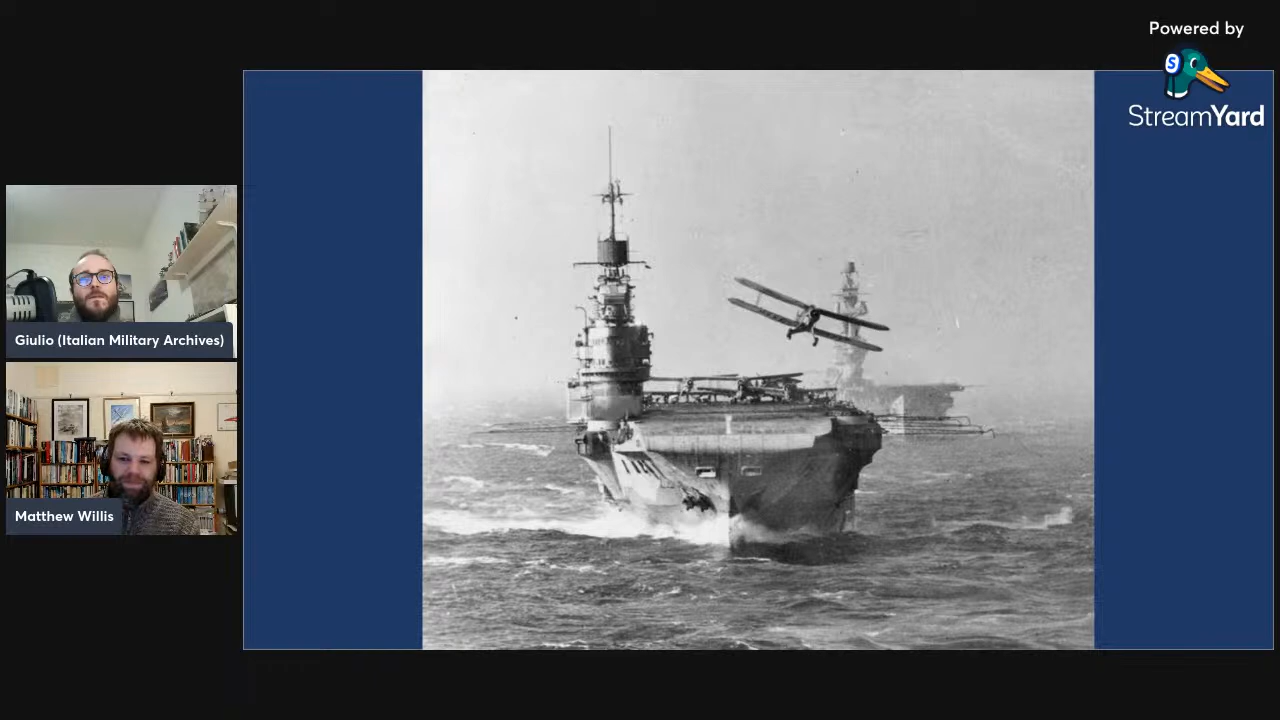 Powered by
S
StreamYard
Giulio (Italian Military Archives)
Matthew Willis